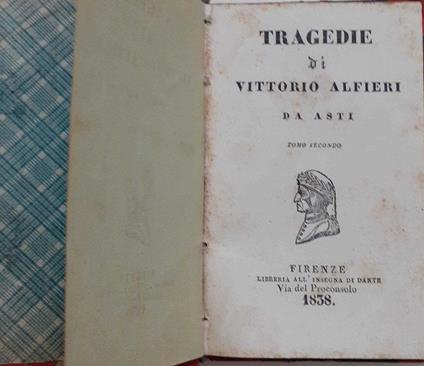 TRAGEDIE
di
VITTORIO ALFIERI
DA ASTI
TOMO SECONDO
FIRENZE
LIBRERIA ALL' INSEGNA DI DANTE
Via del Proconsolo
1838.